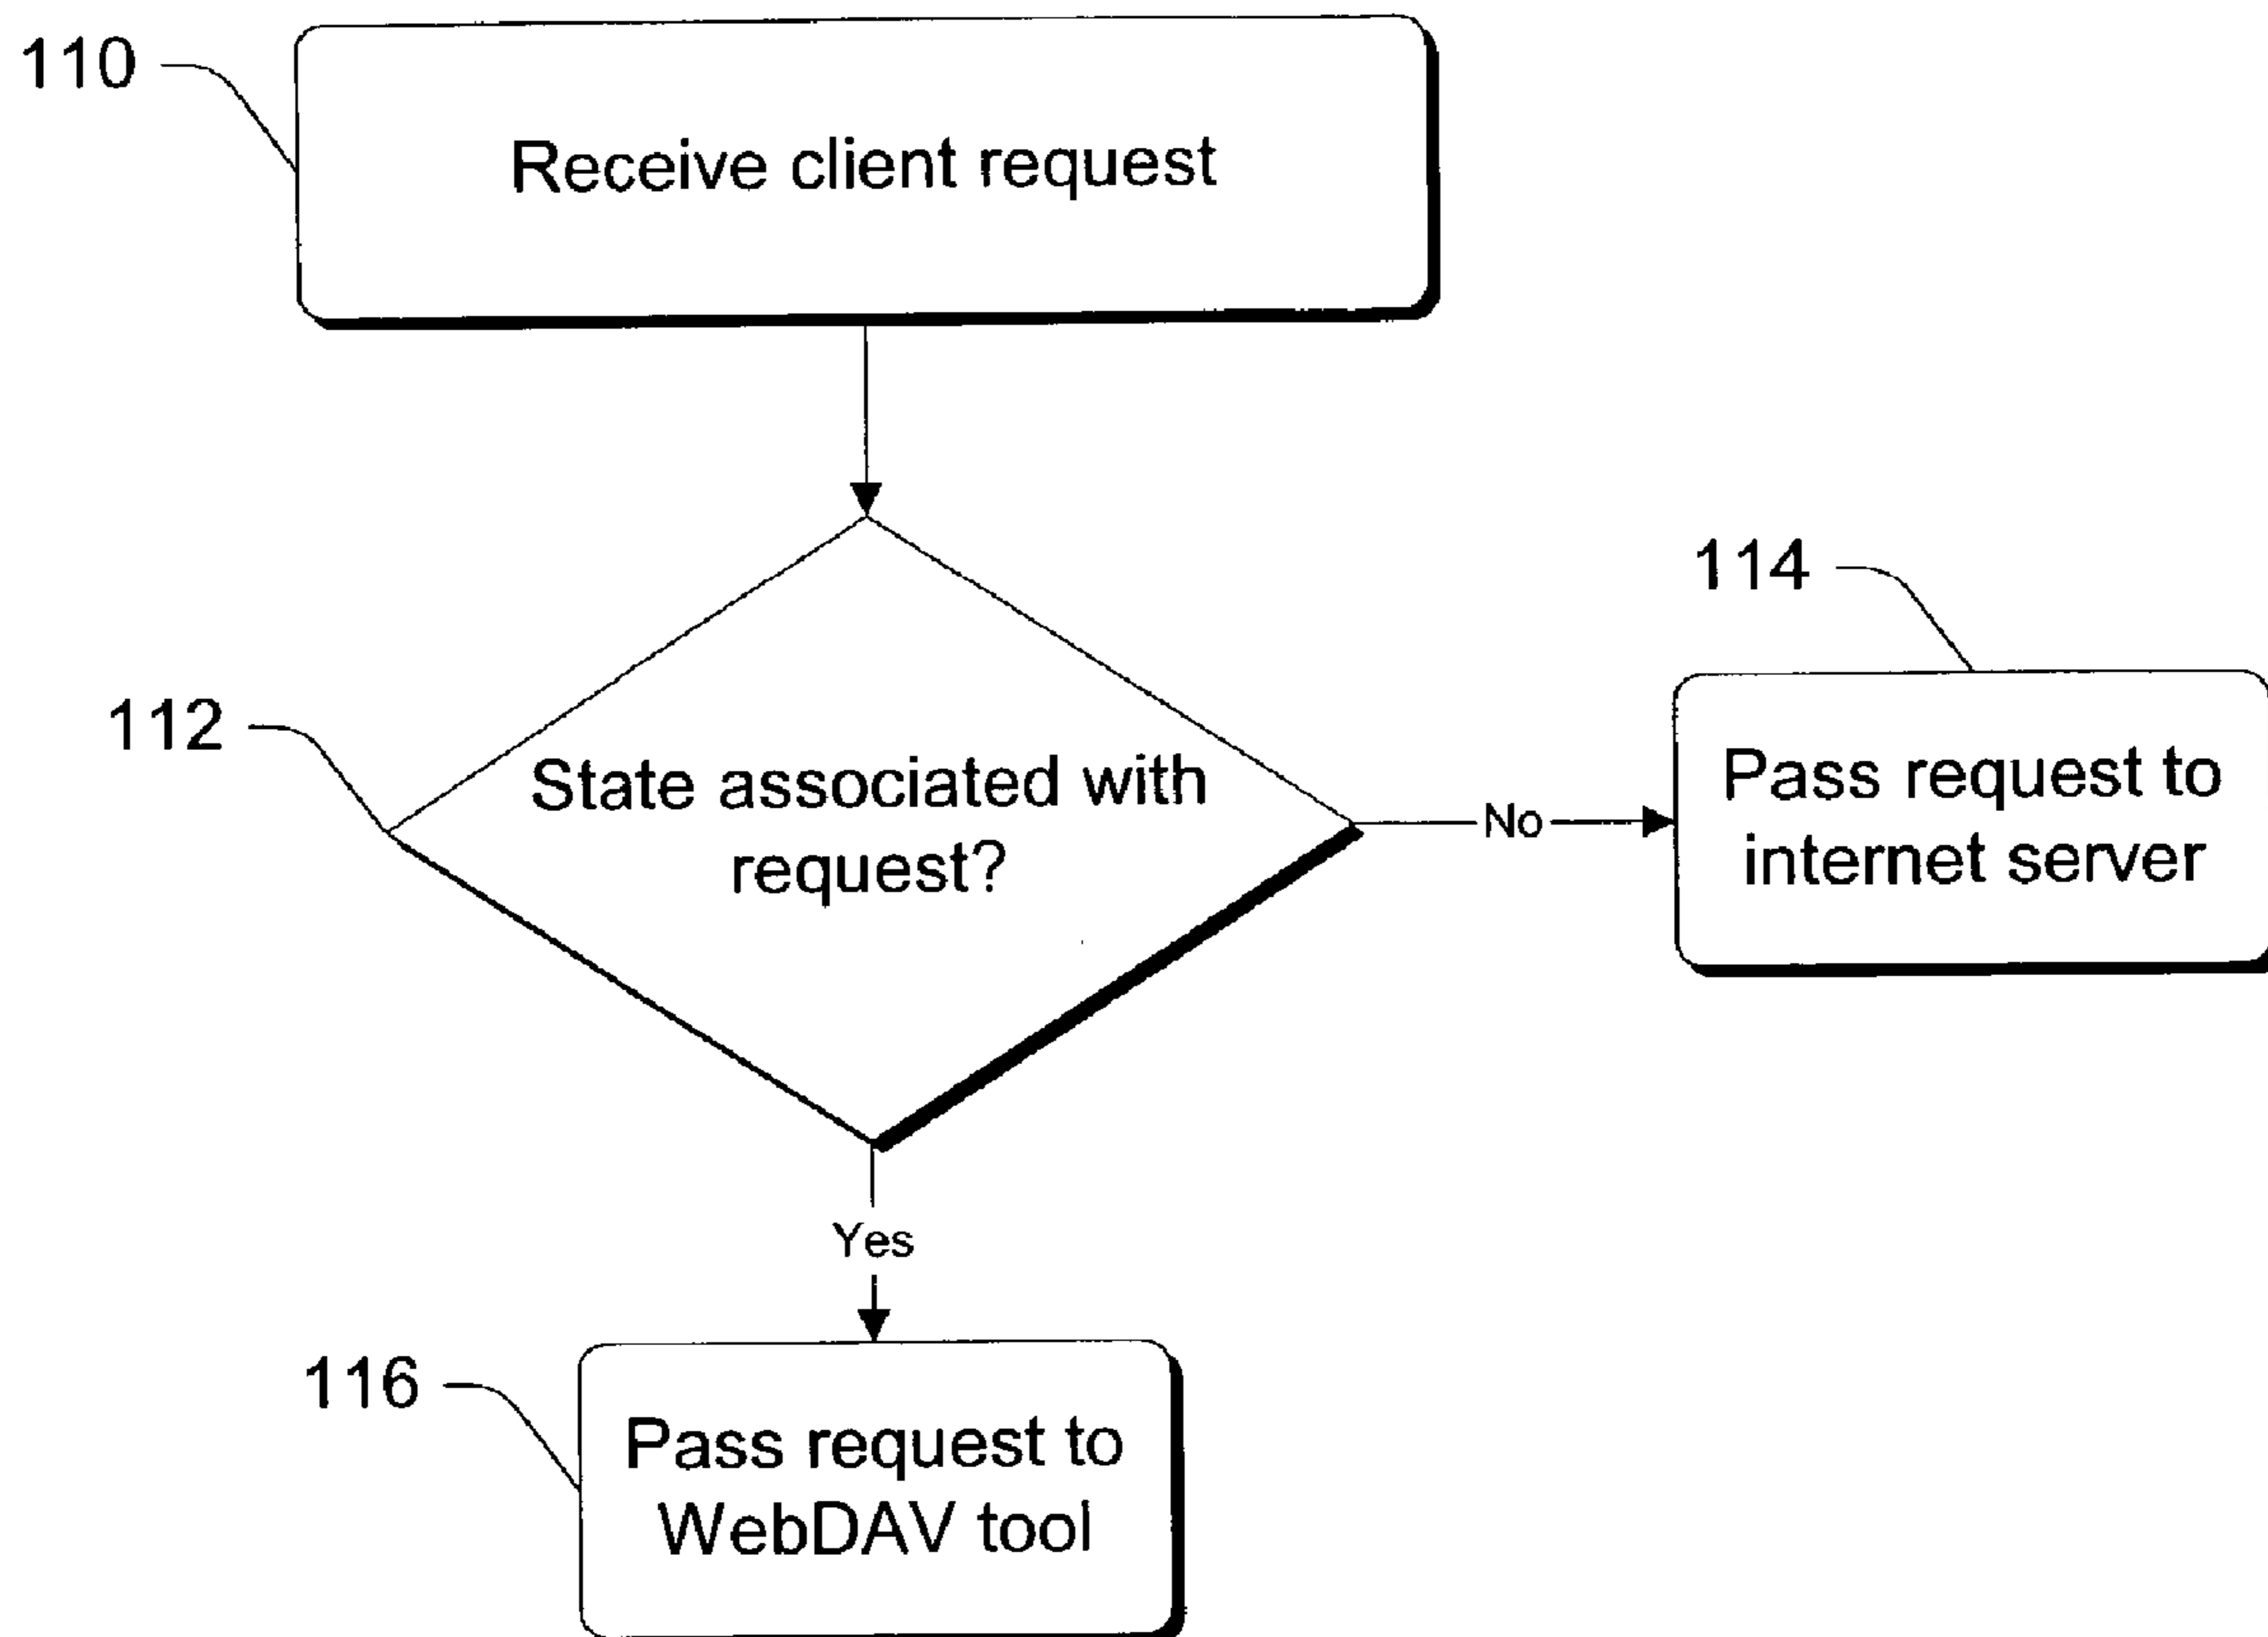 110
Receive client request
112
State associated with
request?
No
114
Pass request to
internet server
Yes
116
Pass request to
WebDAV tool